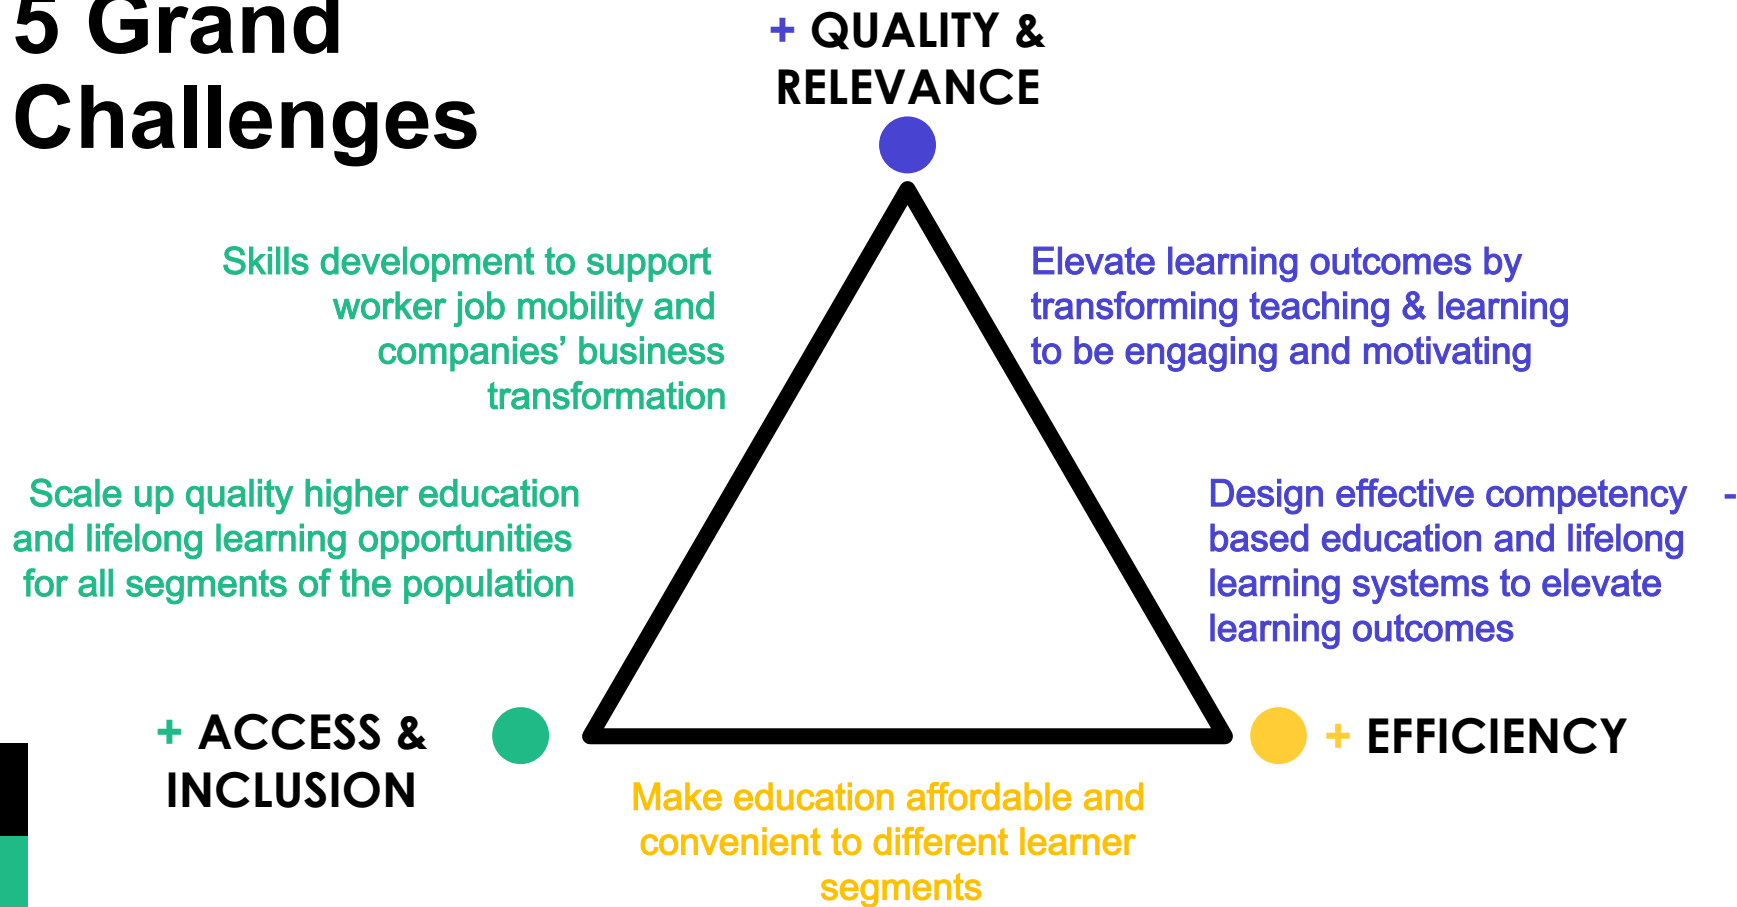 5 Grand
Challenges
+ QUALITY &
RELEVANCE
Skills development to support
worker job mobility and
companies’ business
transformation
Elevate learning outcomes by
transforming teaching & learning
to be engaging and motivating
Scale up quality higher education
and lifelong learning opportunities
for all segments of the population
Design effective competency -
based education and lifelong
learning systems to elevate
learning outcomes
+ ACCESS &
INCLUSION
+ EFFICIENCY
Make education affordable and
convenient to different learner
segments